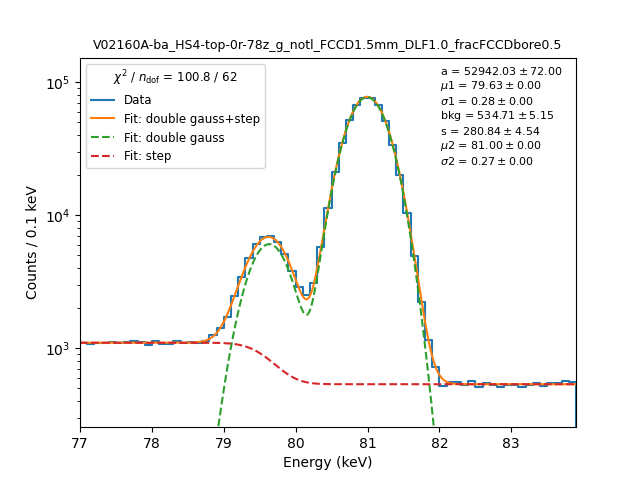 V02160A-ba_HS4-top-0r-78z_g_notl_FCCD1.5mm_DLF1.0_fracFCCDbore0.5
χ² / n_dof = 100.8 / 62
Data
Fit: double gauss+step
Fit: double gauss
Fit: step
a = 52942.03 ± 72.00
μ1 = 79.63 ± 0.00
σ1 = 0.28 ± 0.00
bkg = 534.71 ± 5.15
s = 280.84 ± 4.54
μ2 = 81.00 ± 0.00
σ2 = 0.27 ± 0.00
Counts / 0.1 keV
10⁵
10⁴
10³
77 78 79 80 81 82 83
Energy (keV)